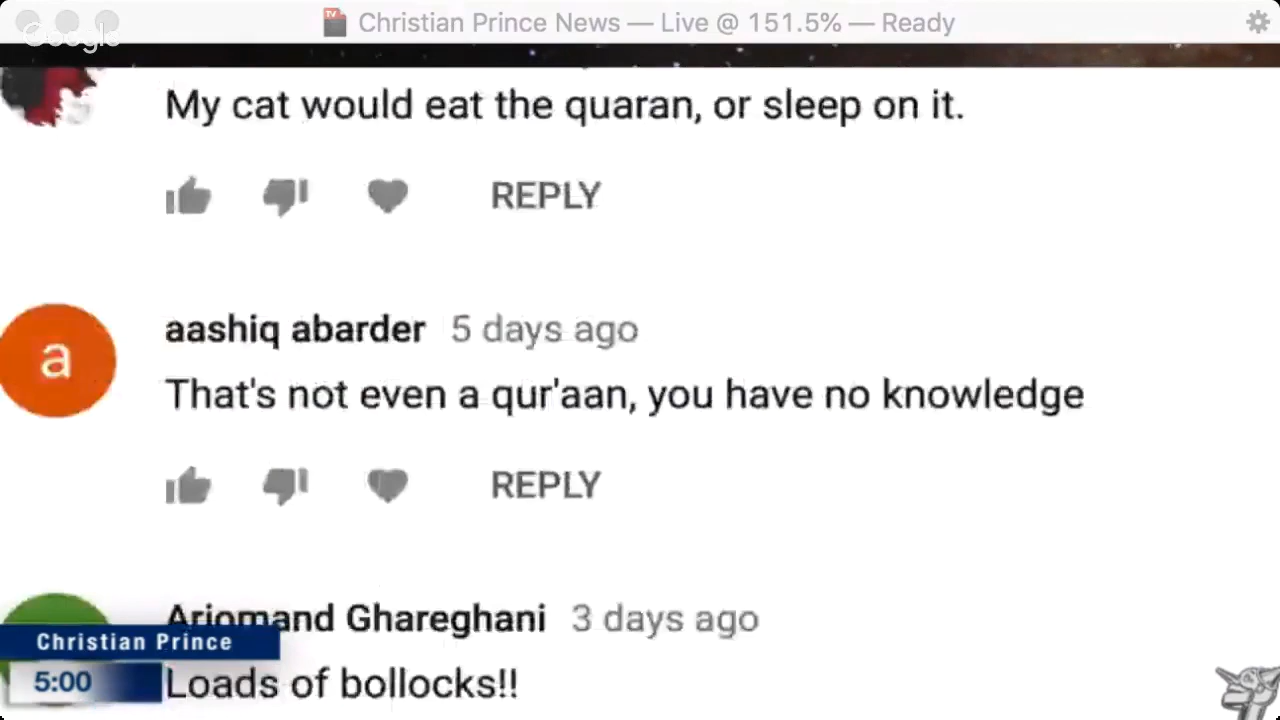 Christian Prince News — Live @ 151.5% — Ready
Google
My cat would eat the quaran, or sleep on it.
REPLY
a
aashiq abarder 5 days ago
That's not even a qur'aan, you have no knowledge
REPLY
Ariomand Ghareghani 3 days ago
Christian Prince
5:00
Loads of bollocks!!